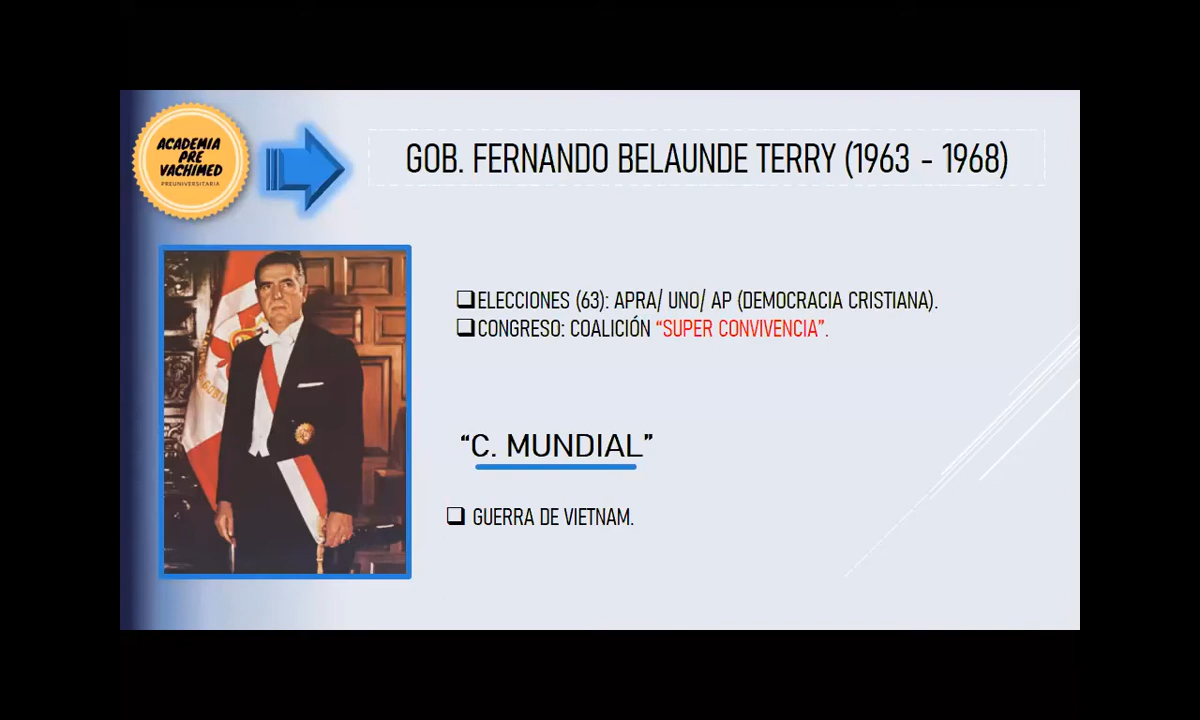 ACADEMIA
PRE
VACHIMED
PREUNIVERSITARIA
GOB. FERNANDO BELAUNDE TERRY (1963 - 1968)
❑ELECCIONES (63): APRA/ UNO/ AP (DEMOCRACIA CRISTIANA).
❑CONGRESO: COALICIÓN “SUPER CONVIVENCIA”.
“C. MUNDIAL”
❑ GUERRA DE VIETNAM.